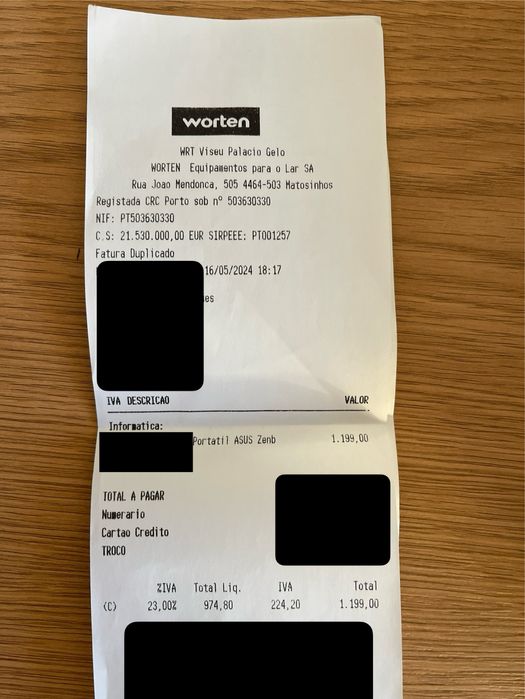 worten
WRT Viseu Palacio Gelo
WORTEN Equipamentos para o Lar SA
Rua Joao Mendonca, 505 4464-503 Matosinhos
Registada CRC Porto sob nº 503630330
NIF: PT503630330
C.S: 21.530.000,00 EUR SIRPEEE: PT001257
Fatura Duplicado
16/05/2024 18:17
IVA DESCRICAO VALOR
Informatica:
Portatil ASUS Zenb 1.199,00
TOTAL A PAGAR
Numerario
Cartao Credito
TROCO
%IVA Total Liq. IVA Total
(C) 23,00% 974,80 224,20 1.199,00